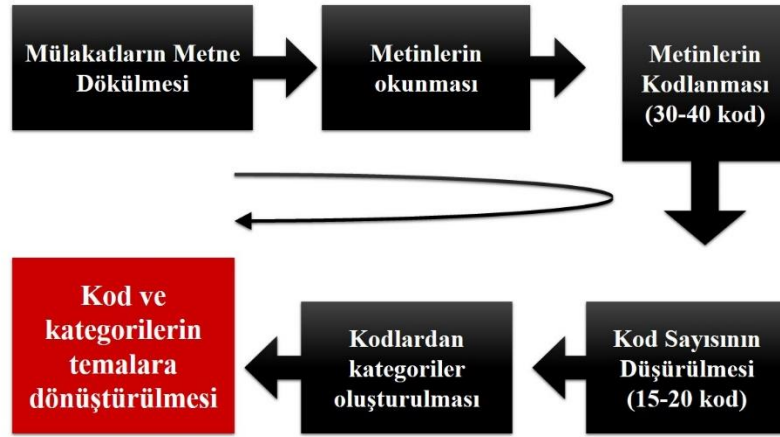 Mülakatların Metne
Dökülmesi
Metinlerin
okunması
Metinlerin
Kodlanması
(30-40 kod)
Kod Sayısının
Düşürülmesi
(15-20 kod)
Kodlardan
kategoriler
oluşturulması
Kod ve
kategorilerin
temalara
dönüştürülmesi